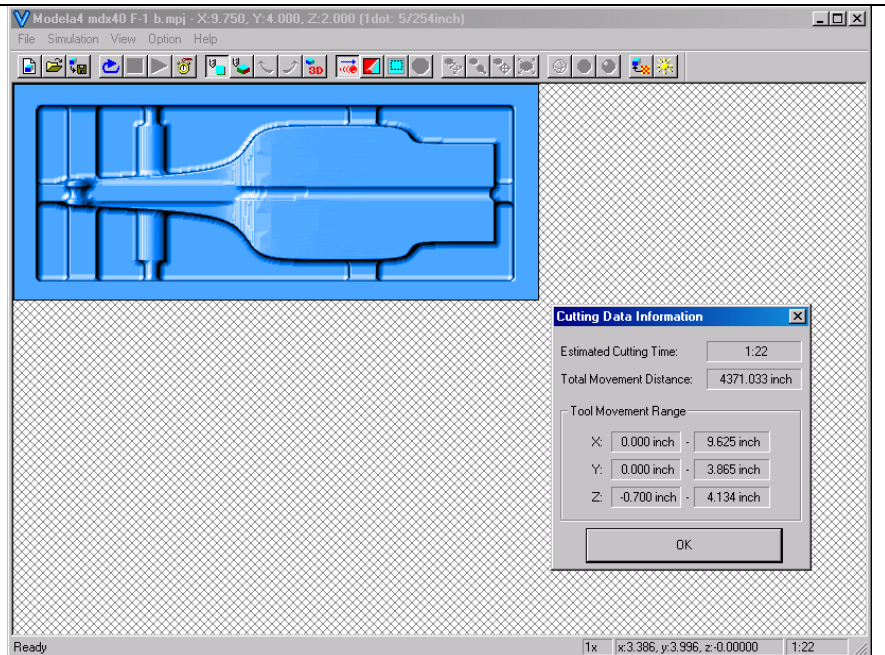 Modela4 mdx40 F-1 b.mpj - X:9.750, Y:4.000, Z:2.000 (1dot: 5/254inch)
File Simulation View Option Help
3D
Cutting Data Information
Estimated Cutting Time: 1:22
Total Movement Distance: 4371.033 inch
Tool Movement Range
X: 0.000 inch - 9.625 inch
Y: 0.000 inch - 3.865 inch
Z: -0.700 inch - 4.134 inch
OK
Ready 1x x:3.386, y:3.996, z:-0.00000 1:22